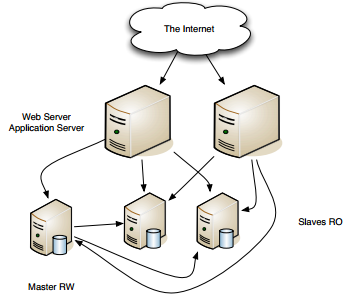 The Internet
Web Server
Application Server
Slaves RO
Master RW